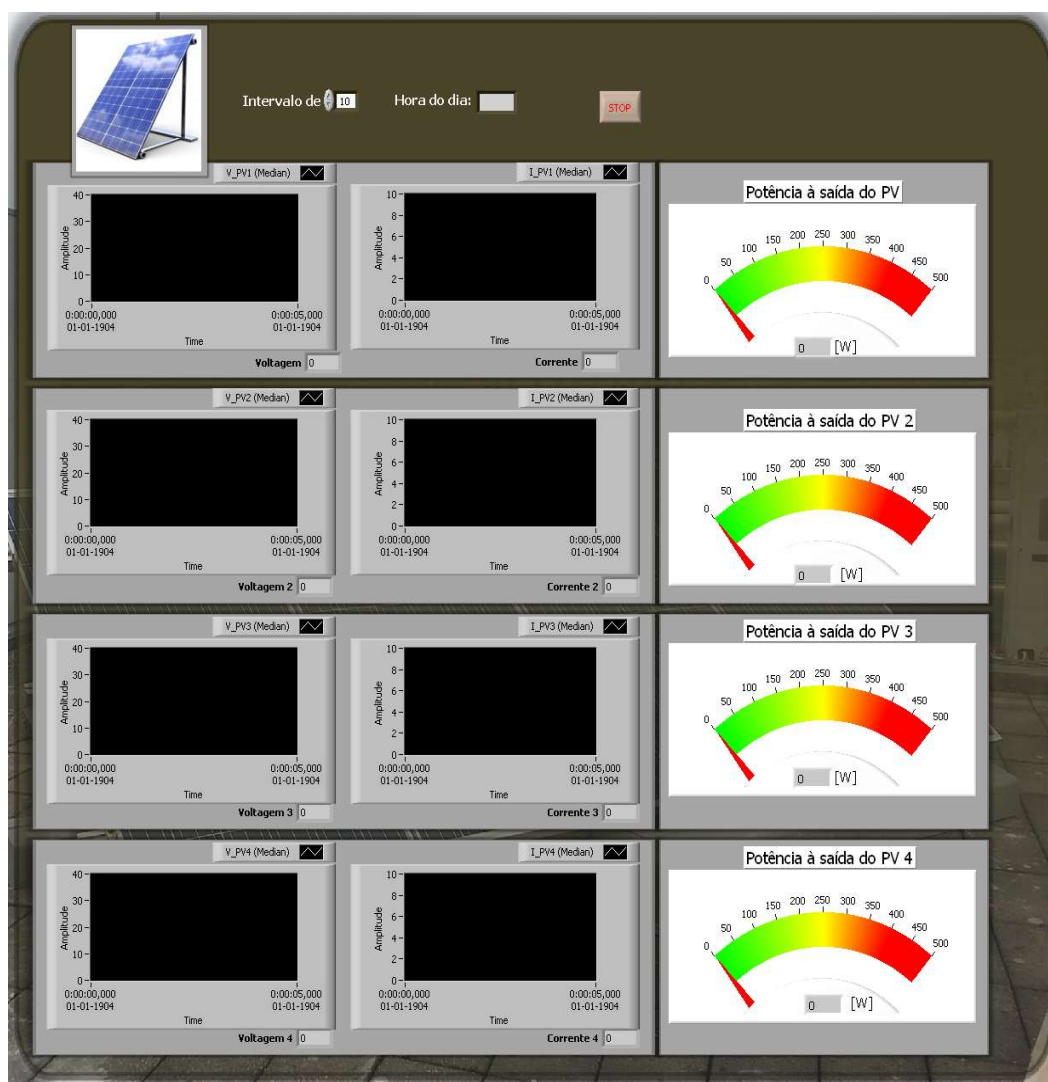 Intervalo de 10 Hora do dia: STOP
V_PV1 (Median) I_PV1 (Median)
Potência à saída do PV
Amplitude
40
30
20
10
0
0:00:00,000 0:00:05,000
01-01-1904 01-01-1904
Time
Voltagem 0
Amplitude
10
8
6
4
2
0
0:00:00,000 0:00:05,000
01-01-1904 01-01-1904
Time
Corrente 0
0 50 100 150 200 250 300 350 400 450 500
0 [W]
V_PV2 (Median) I_PV2 (Median)
Potência à saída do PV 2
Amplitude
40
30
20
10
0
0:00:00,000 0:00:05,000
01-01-1904 01-01-1904
Time
Voltagem 2 0
Amplitude
10
8
6
4
2
0
0:00:00,000 0:00:05,000
01-01-1904 01-01-1904
Time
Corrente 2 0
0 50 100 150 200 250 300 350 400 450 500
0 [W]
V_PV3 (Median) I_PV3 (Median)
Potência à saída do PV 3
Amplitude
40
30
20
10
0
0:00:00,000 0:00:05,000
01-01-1904 01-01-1904
Time
Voltagem 3 0
Amplitude
10
8
6
4
2
0
0:00:00,000 0:00:05,000
01-01-1904 01-01-1904
Time
Corrente 3 0
0 50 100 150 200 250 300 350 400 450 500
0 [W]
V_PV4 (Median) I_PV4 (Median)
Potência à saída do PV 4
Amplitude
40
30
20
10
0
0:00:00,000 0:00:05,000
01-01-1904 01-01-1904
Time
Voltagem 4 0
Amplitude
10
8
6
4
2
0
0:00:00,000 0:00:05,000
01-01-1904 01-01-1904
Time
Corrente 4 0
0 50 100 150 200 250 300 350 400 450 500
0 [W]